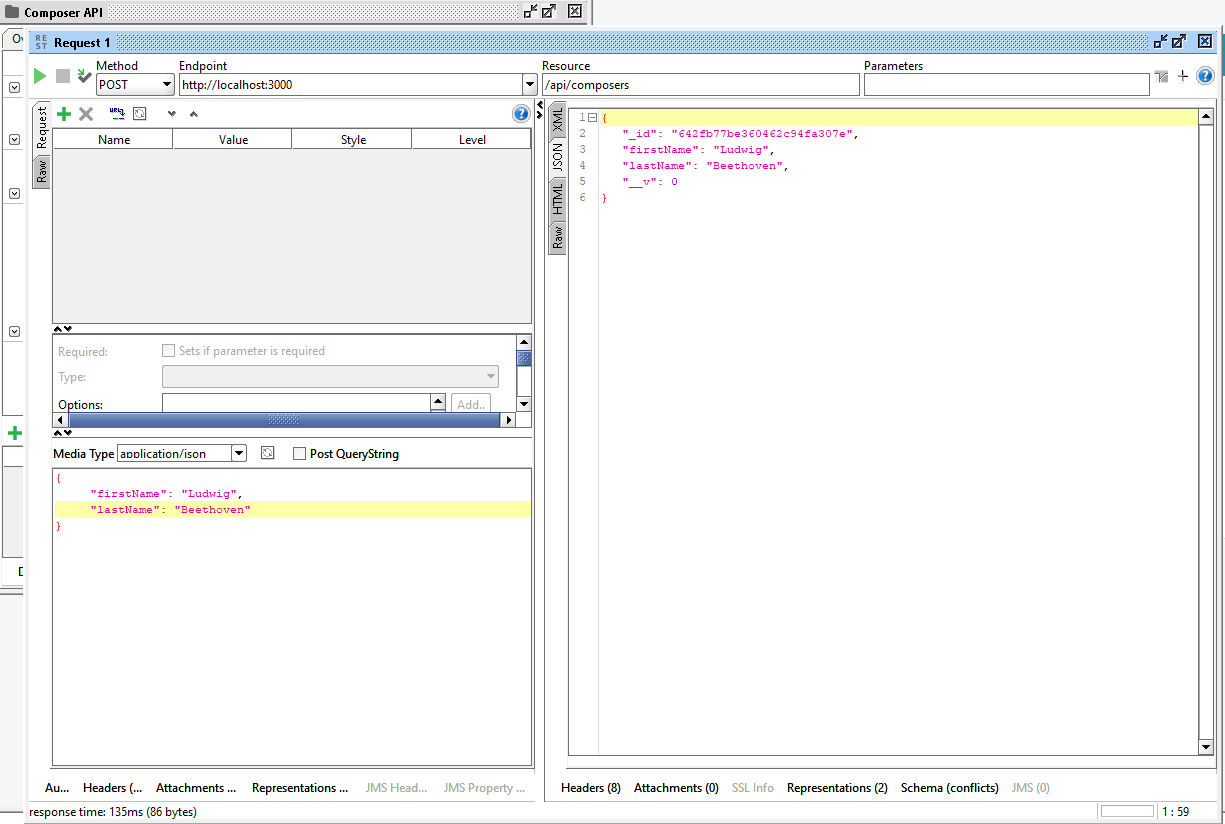 Composer API
Ov
REST Request 1
Method Endpoint Resource Parameters
POST http://localhost:3000 /api/composers
Request
Raw
URL
Name Value Style Level
Required: Sets if parameter is required
Type:
Options: Add..
Media Type application/json Post QueryString
{
"firstName": "Ludwig",
"lastName": "Beethoven"
}
Au... Headers (... Attachments ... Representations ... JMS Head... JMS Property ...
XML
JSON
HTML
Raw
1 {
2 "_id": "642fb77be360462c94fa307e",
3 "firstName": "Ludwig",
4 "lastName": "Beethoven",
5 "__v": 0
6 }
Headers (8) Attachments (0) SSL Info Representations (2) Schema (conflicts) JMS (0)
response time: 135ms (86 bytes) 1 : 59